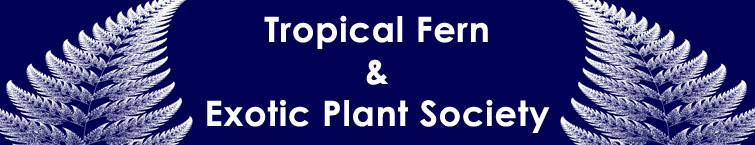 Tropical Fern
&
Exotic Plant Society